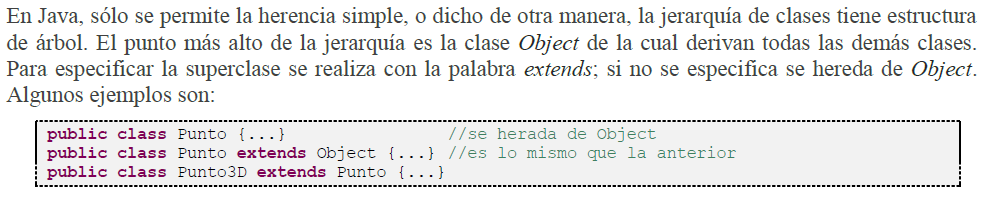 En Java, sólo se permite la herencia simple, o dicho de otra manera, la jerarquía de clases tiene estructura
de árbol. El punto más alto de la jerarquía es la clase Object de la cual derivan todas las demás clases.
Para especificar la superclase se realiza con la palabra extends; si no se especifica se hereda de Object.
Algunos ejemplos son:
public class Punto {...} //se herada de Object
public class Punto extends Object {...} //es lo mismo que la anterior
public class Punto3D extends Punto {...}